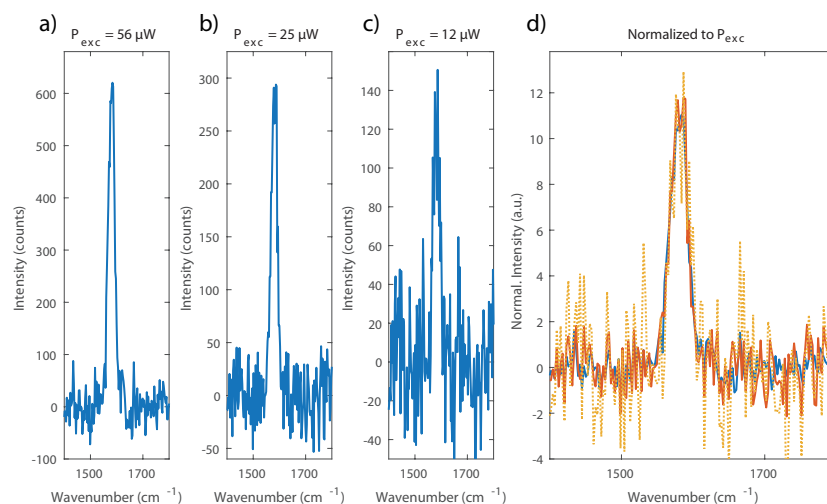 a)
P exc = 56 µW
Intensity (counts)
600
500
400
300
200
100
0
-100
1500 1700
Wavenumber (cm -1)
b)
P exc = 25 µW
Intensity (counts)
300
250
200
150
100
50
0
-50
1500 1700
Wavenumber (cm -1)
c)
P exc = 12 µW
Intensity (counts)
140
120
100
80
60
40
20
0
-20
-40
1500 1700
Wavenumber (cm -1)
d)
Normalized to Pexc
Normal. Intensity (a.u.)
12
10
8
6
4
2
0
-2
-4
1500 1700
Wavenumber (cm -1)